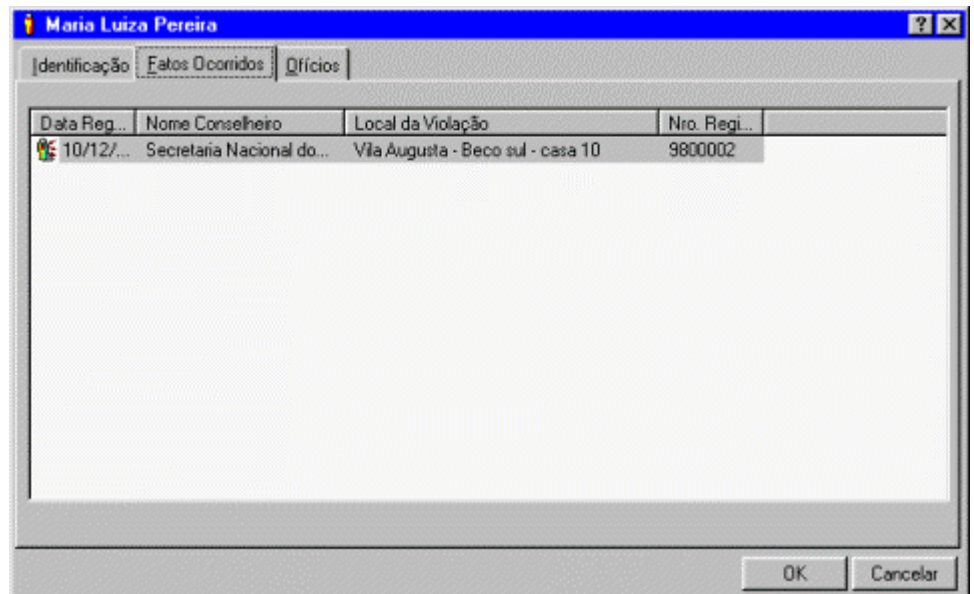 Maria Luiza Pereira
Identificação Fatos Ocorridos Ofícios
Data Reg... Nome Conselheiro Local da Violação Nro. Regi...
10/12/... Secretaria Nacional do... Vila Augusta - Beco sul - casa 10 9800002
OK Cancelar